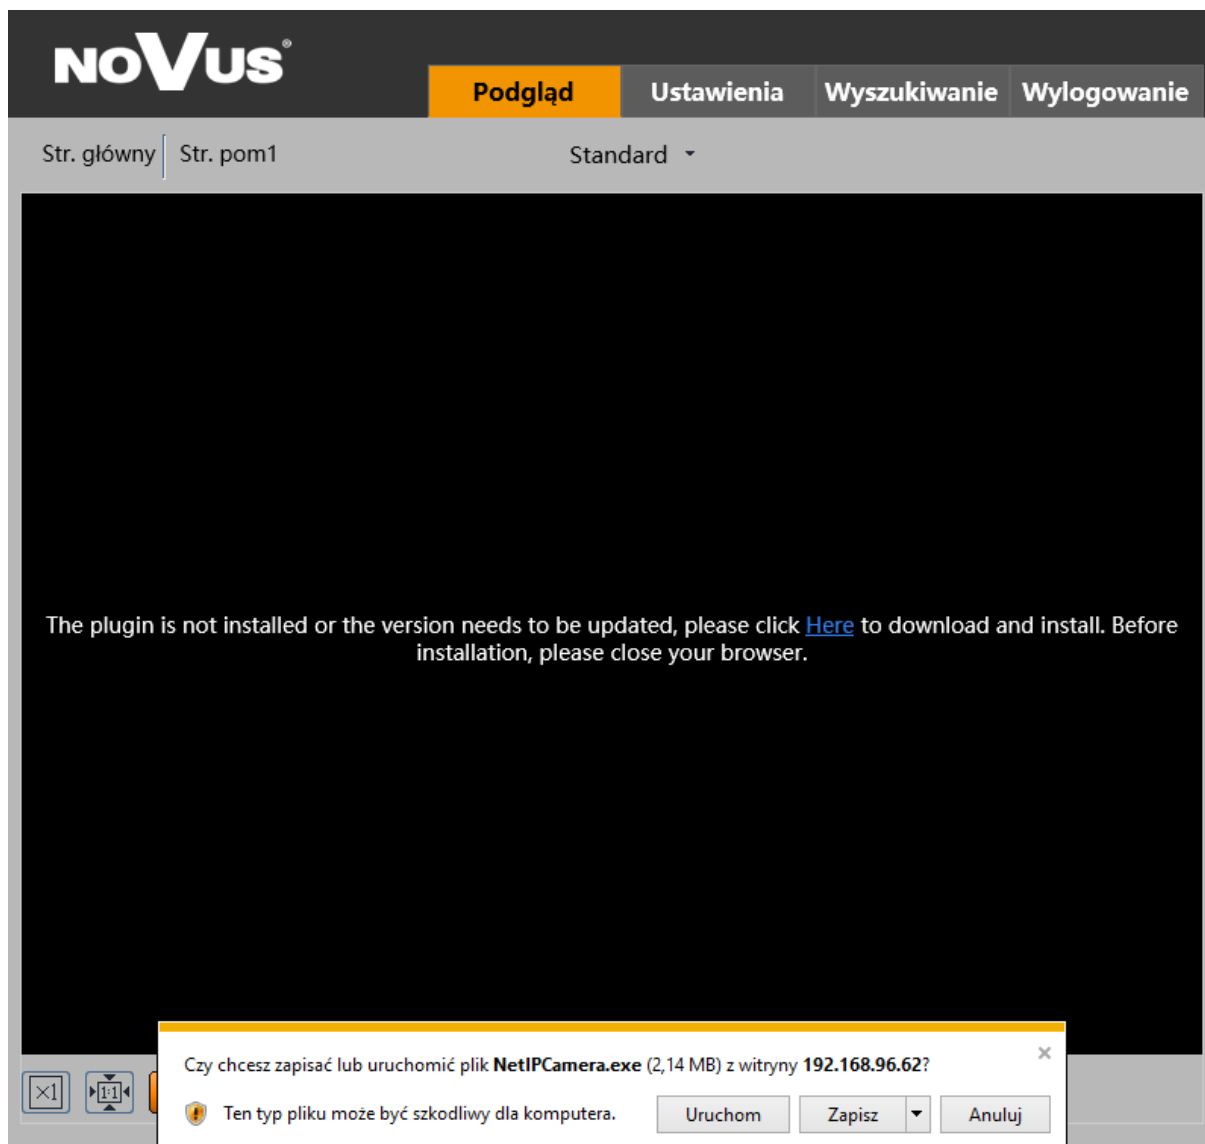 NOVUS®
Podgląd Ustawienia Wyszukiwanie Wylogowanie
Str. główny Str. pom1 Standard
The plugin is not installed or the version needs to be updated, please click Here to download and install. Before
installation, please close your browser.
Czy chcesz zapisać lub uruchomić plik NetIPCamera.exe (2,14 MB) z witryny 192.168.96.62?
Ten typ pliku może być szkodliwy dla komputera. Uruchom Zapisz Anuluj
×1 1:1